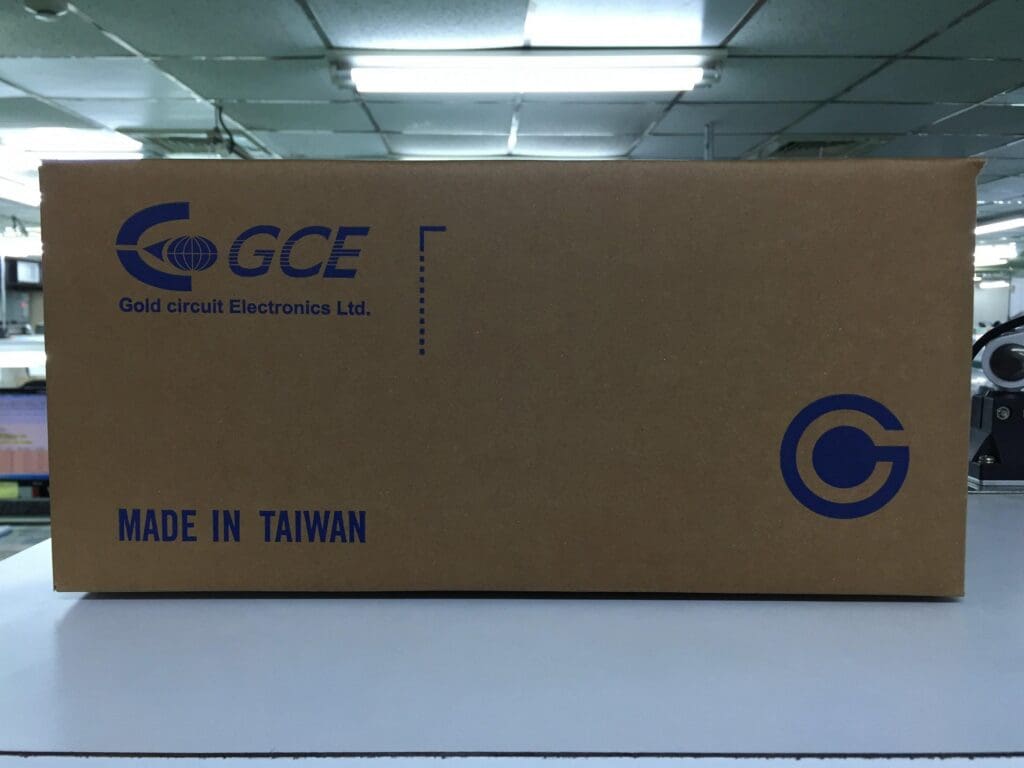 GCE
Gold circuit Electronics Ltd.
MADE IN TAIWAN